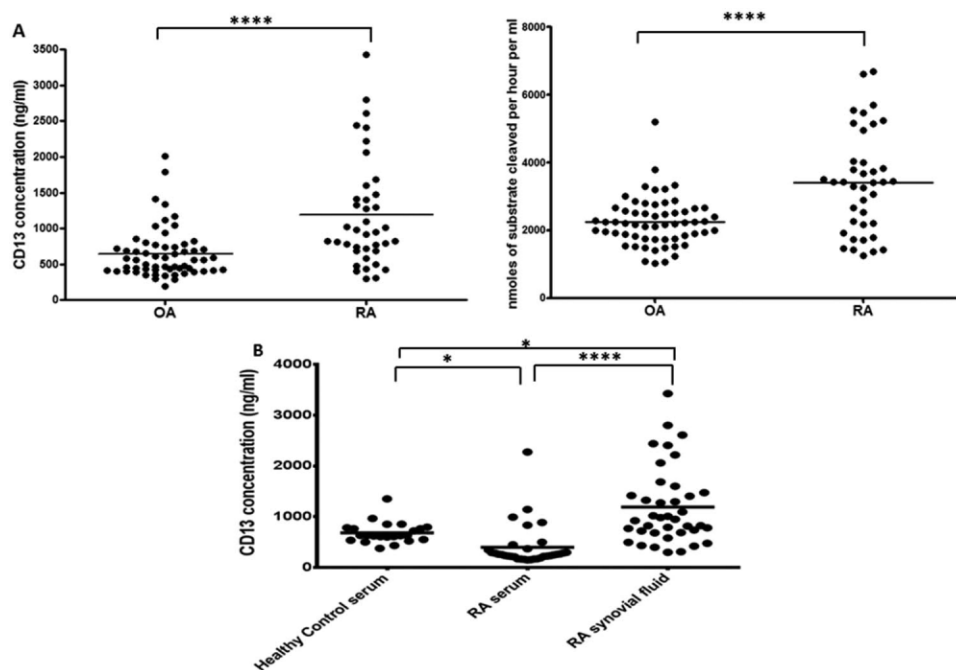 A
****
CD13 concentration (ng/ml)
3500
3000
2500
2000
1500
1000
500
0
OA
RA
****
nmoles of substrate cleaved per hour per ml
8000
6000
4000
2000
0
OA
RA
B
*
*
****
CD13 concentration (ng/ml)
4000
3000
2000
1000
0
Healthy Control serum
RA serum
RA synovial fluid